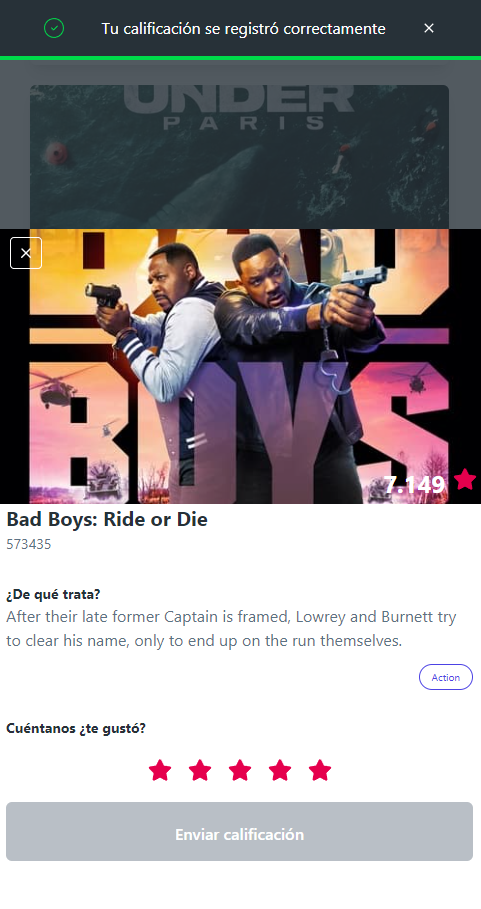 Tu calificación se registró correctamente
UNDER
PARIS
BAD
BOYS
7.149
Bad Boys: Ride or Die
573435
¿De qué trata?
After their late former Captain is framed, Lowrey and Burnett try
to clear his name, only to end up on the run themselves.
Action
Cuéntanos ¿te gustó?
Enviar calificación